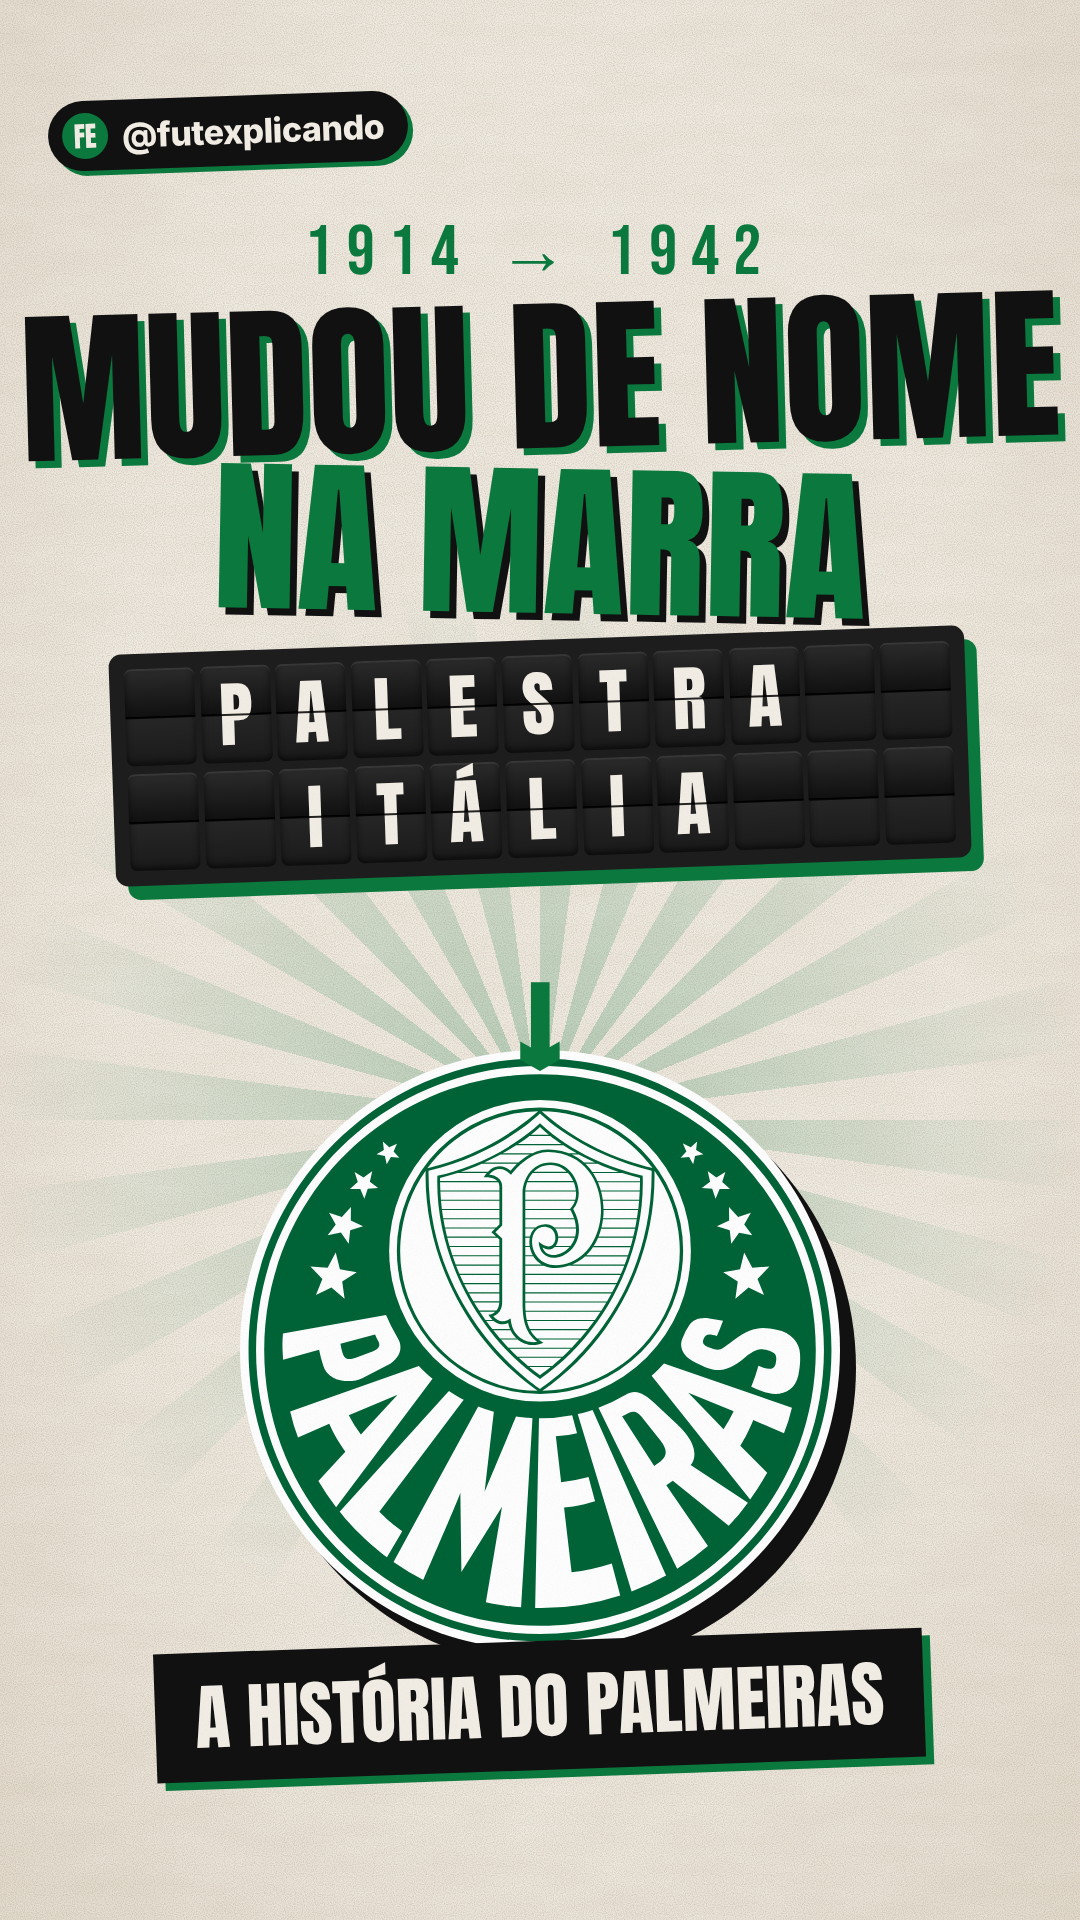 FE @futexplicando
1914 → 1942
MUDOU DE NOME
NA MARRA
PALESTRA
ITÁLIA
P
PALMEIRAS
A HISTÓRIA DO PALMEIRAS